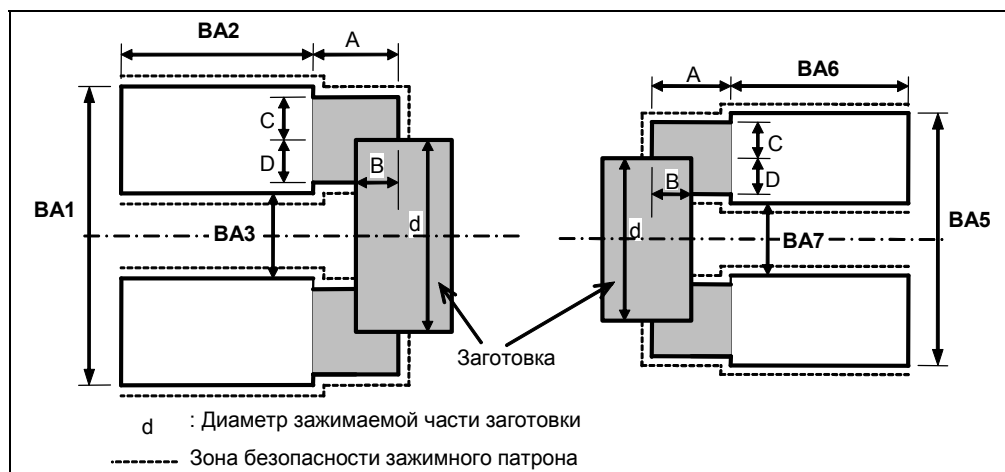 BA2
A
A
BA6
C
D
B
BA1
BA3
d
C
D
B
d
BA7
BA5
Заготовка
d : Диаметр зажимаемой части заготовки
Зона безопасности зажимного патрона